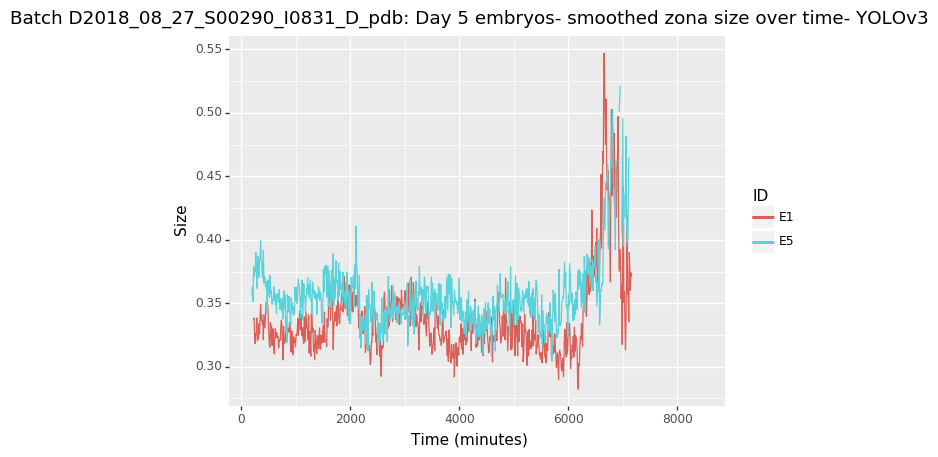 Batch D2018_08_27_S00290_I0831_D_pdb: Day 5 embryos- smoothed zona size over time- YOLOv3
0.55
0.50
0.45
0.40
0.35
0.30
Size
0
2000
4000
6000
8000
Time (minutes)
ID
E1
E5